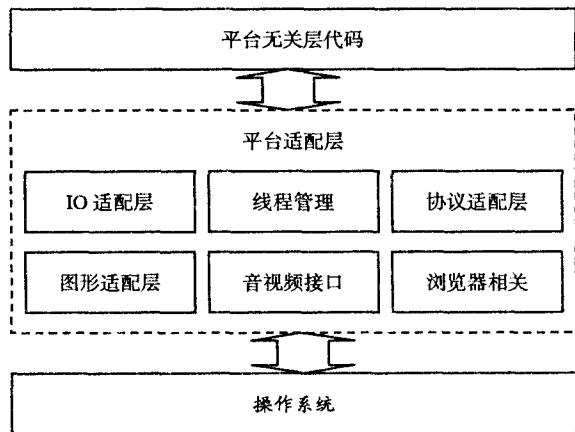 平台无关层代码
平台适配层
IO 适配层
线程管理
协议适配层
图形适配层
音视频接口
浏览器相关
操作系统